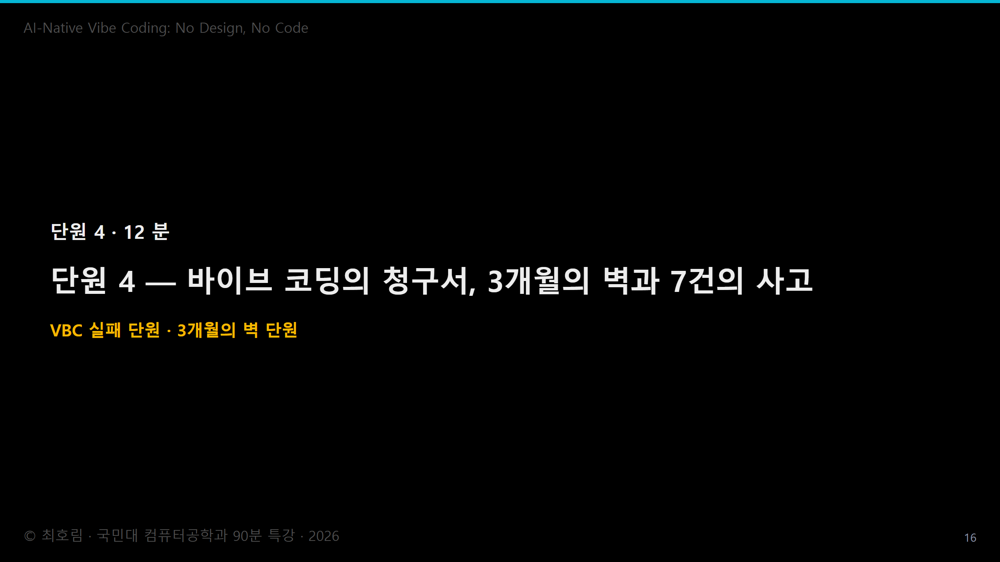 AI-Native Vibe Coding: No Design, No Code
단원 4 · 12 분
단원 4 — 바이브 코딩의 청구서, 3개월의 벽과 7건의 사고
VBC 실패 단원 · 3개월의 벽 단원
© 최호림 · 국민대 컴퓨터공학과 90분 특강 · 2026
16